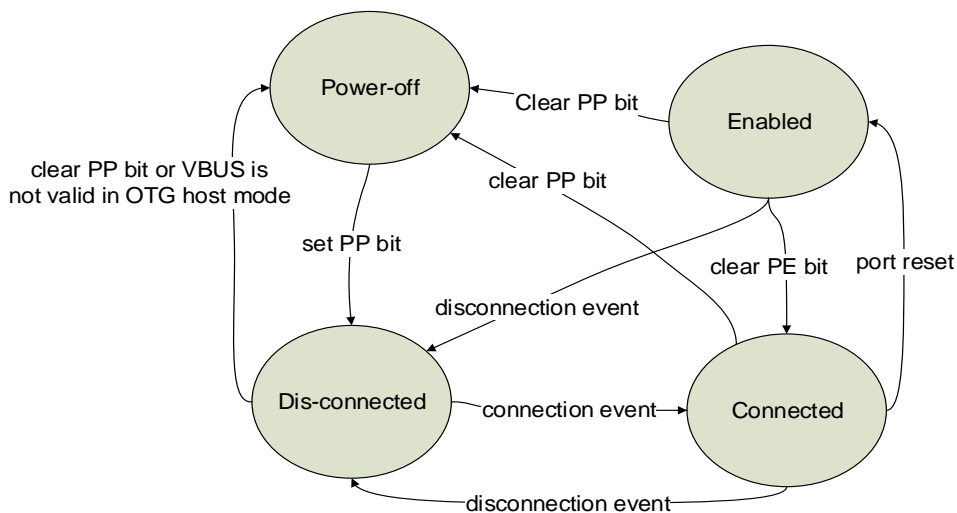 Power-off
Clear PP bit
Enabled
clear PP bit or VBUS is
not valid in OTG host mode
clear PP bit
set PP bit
clear PE bit
port reset
disconnection event
Dis-connected
connection event
Connected
disconnection event